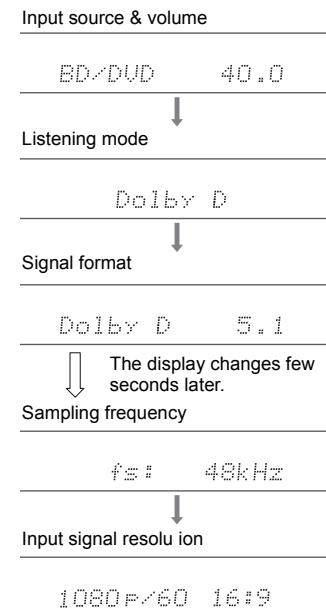 Input source & volume
BD/DVD 40.0
Listening mode
Dolby D
Signal format
Dolby D 5.1
The display changes few
seconds later.
Sampling frequency
fs: 48kHz
Input signal resolu ion
1080p/60 16:9